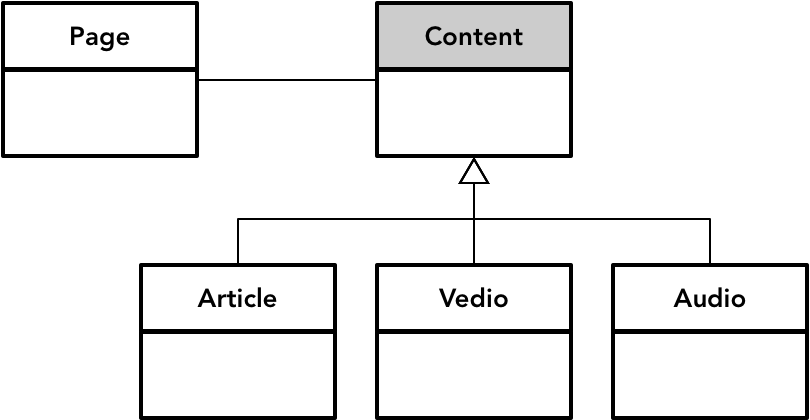 Page
Content
Article
Vedio
Audio